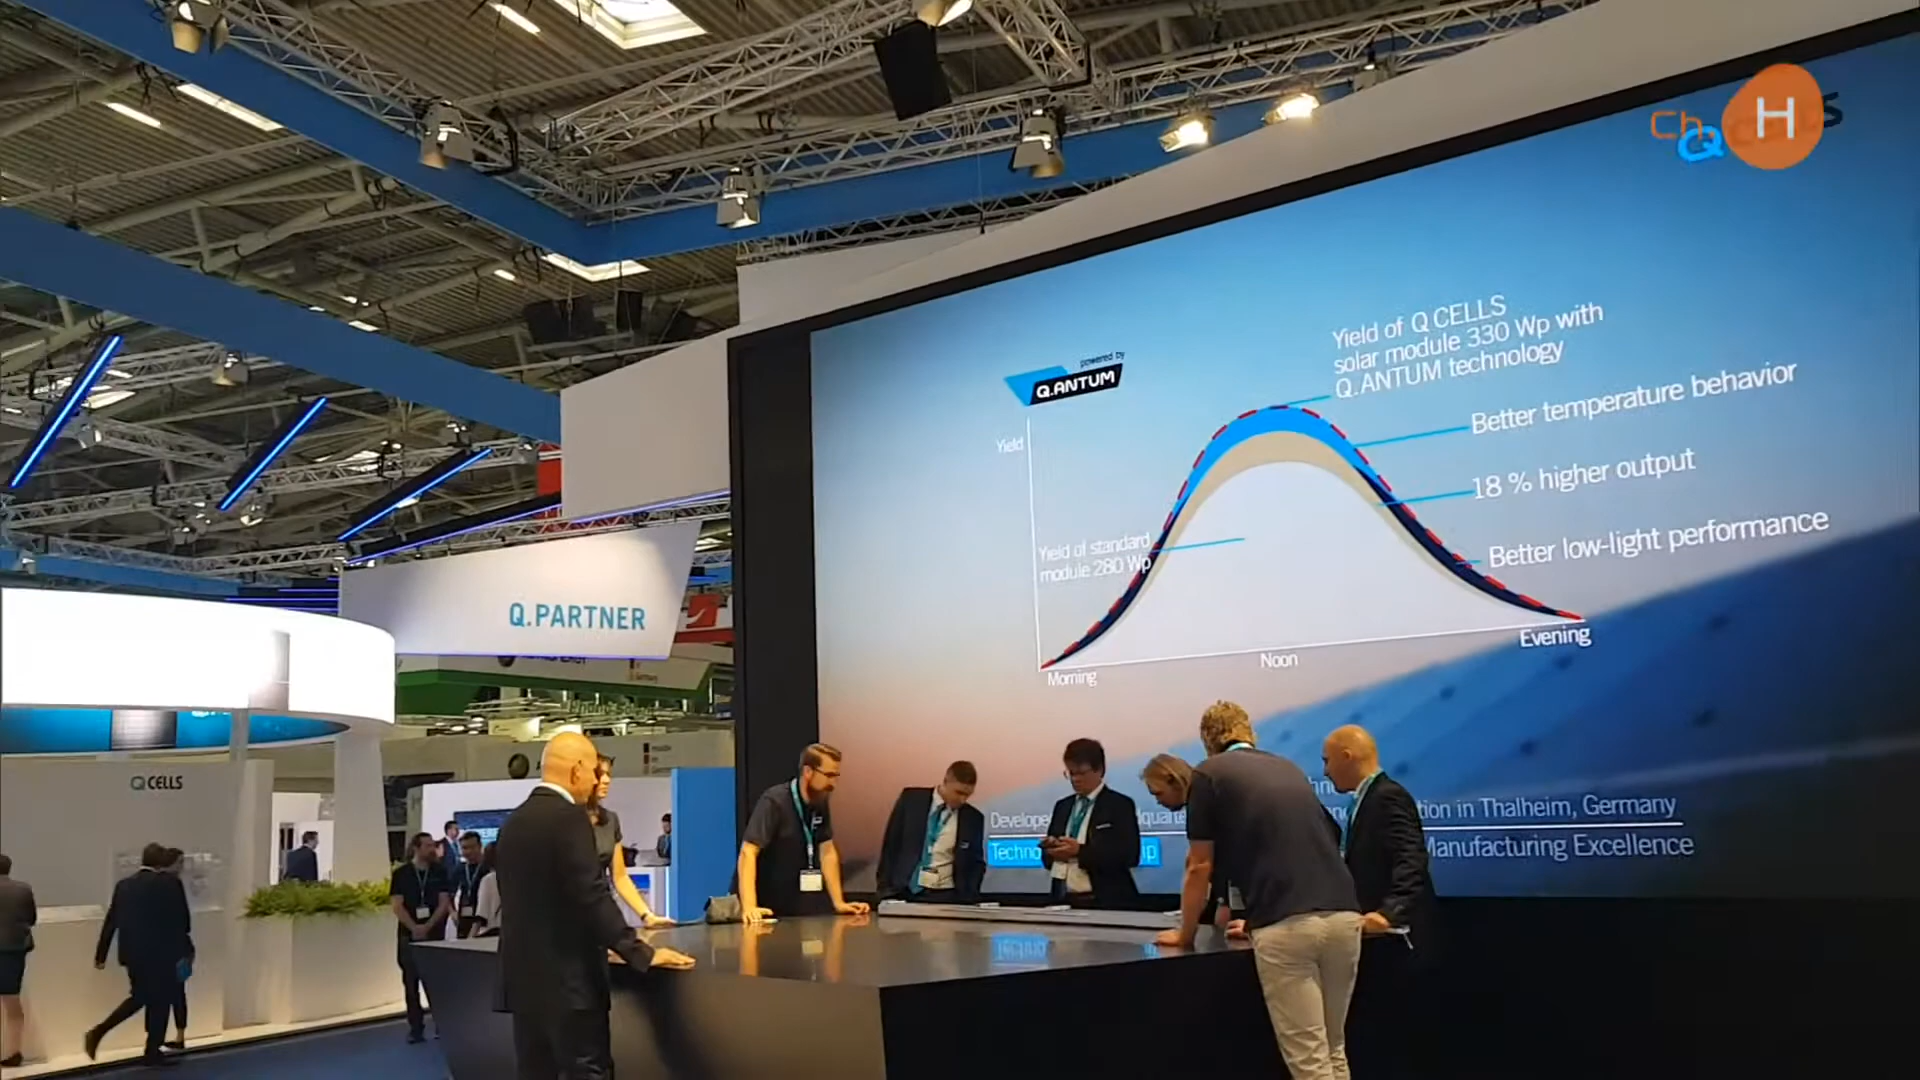 H
Yield of Q CELLS
solar module 330 Wp with
Q.ANTUM technology
powered by
Q.ANTUM
Better temperature behavior
Yield
18 % higher output
Yield of standard
module 280 Wp
Better low-light performance
Evening
Noon
Morning
Q.PARTNER
Q CELLS
in Thalheim, Germany
Manufacturing Excellence